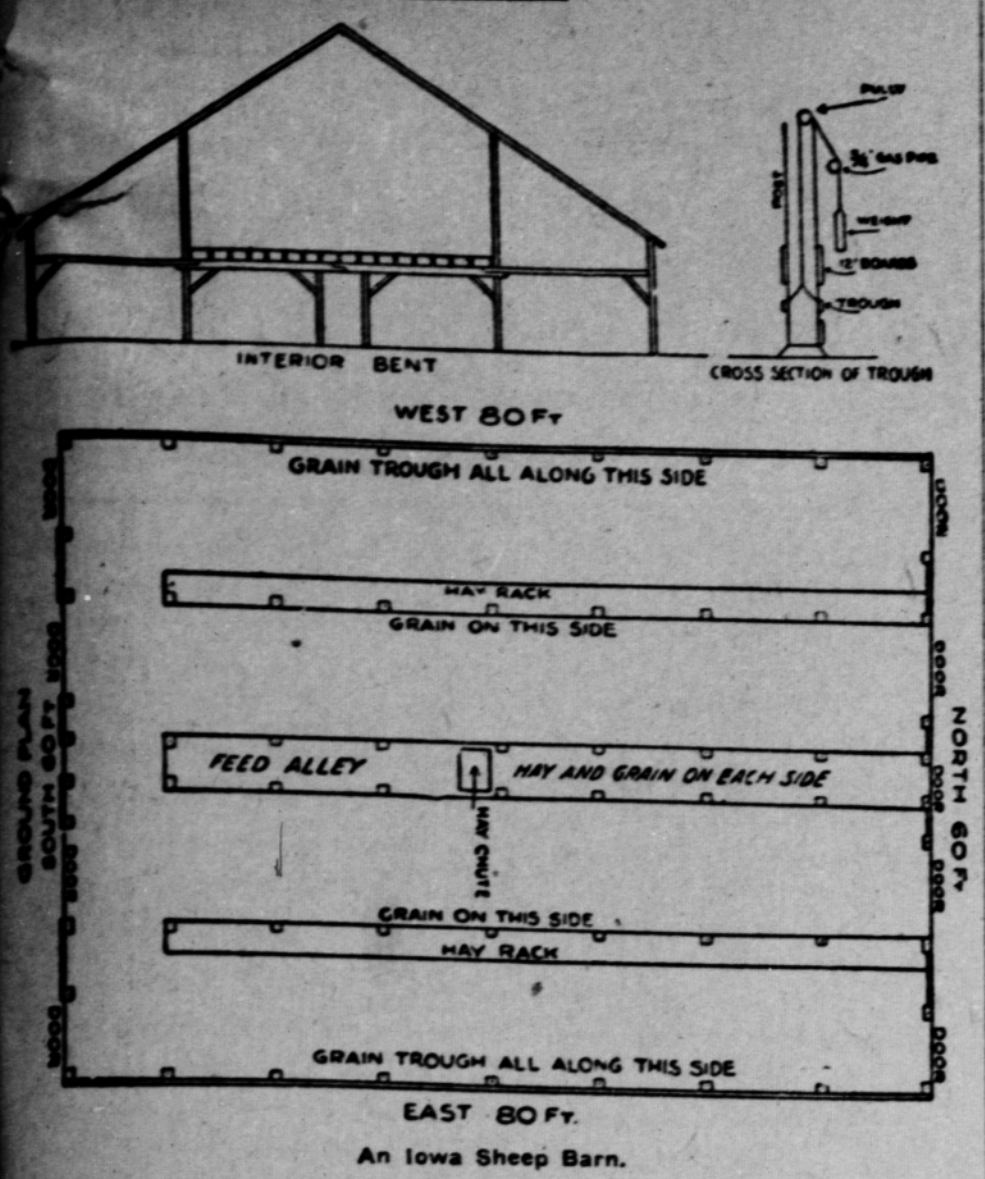 PULLY
3/4" GAS PIPE
POST
WEIGHT
12" BOARDS
TROUGH
INTERIOR BENT
CROSS SECTION OF TROUGH
WEST 80 FT
GRAIN TROUGH ALL ALONG THIS SIDE
DOOR
DOOR
HAY RACK
GRAIN ON THIS SIDE
DOOR
DOOR
GROUND PLAN
SOUTH 60 FT
FEED ALLEY
HAY AND GRAIN ON EACH SIDE
DOOR
NORTH 60 FT
HAY CHUTE
DOOR
DOOR
GRAIN ON THIS SIDE
HAY RACK
DOOR
DOOR
GRAIN TROUGH ALL ALONG THIS SIDE
EAST 80 FT.
An Iowa Sheep Barn.